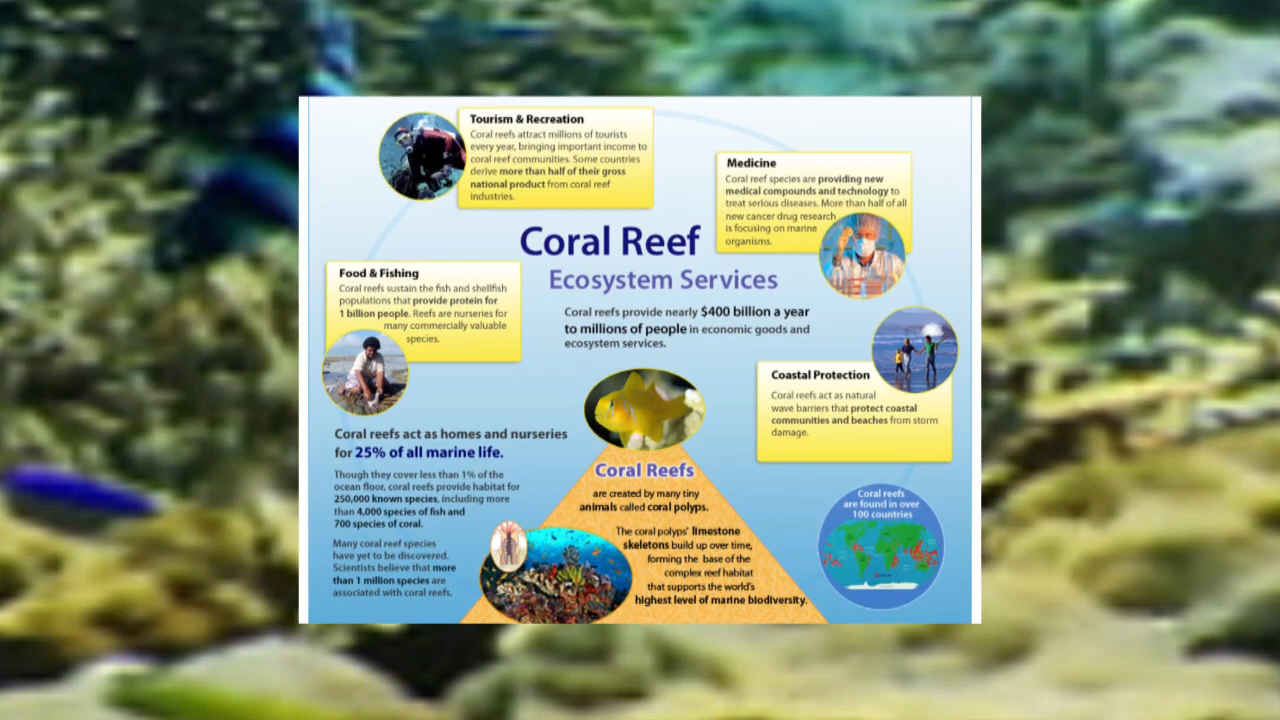 Tourism & Recreation
Coral reefs attract millions of tourists
every year, bringing important income to
coral reef communities. Some countries
derive more than half of their gross
national product from coral reef
industries.
Medicine
Coral reef species are providing new
medical compounds and technology to
treat serious diseases. More than half of all
new cancer drug research
is focusing on marine
organisms.
Coral Reef
Ecosystem Services
Coral reefs provide nearly $400 billion a year
to millions of people in economic goods and
ecosystem services.
Food & Fishing
Coral reefs sustain the fish and shellfish
populations that provide protein for
1 billion people. Reefs are nurseries for
many commercially valuable
species.
Coastal Protection
Coral reefs act as natural
wave barriers that protect coastal
communities and beaches from storm
damage.
Coral reefs act as homes and nurseries
for 25% of all marine life.
Though they cover less than 1% of the
ocean floor, coral reefs provide habitat for
250,000 known species, including more
than 4,000 species of fish and
700 species of coral.
Many coral reef species
have yet to be discovered.
Scientists believe that more
than 1 million species are
associated with coral reefs.
Coral Reefs
are created by many tiny
animals called coral polyps.
The coral polyps' limestone
skeletons build up over time,
forming the base of the
complex reef habitat
that supports the world's
highest level of marine biodiversity.
Coral reefs
are found in over
100 countries